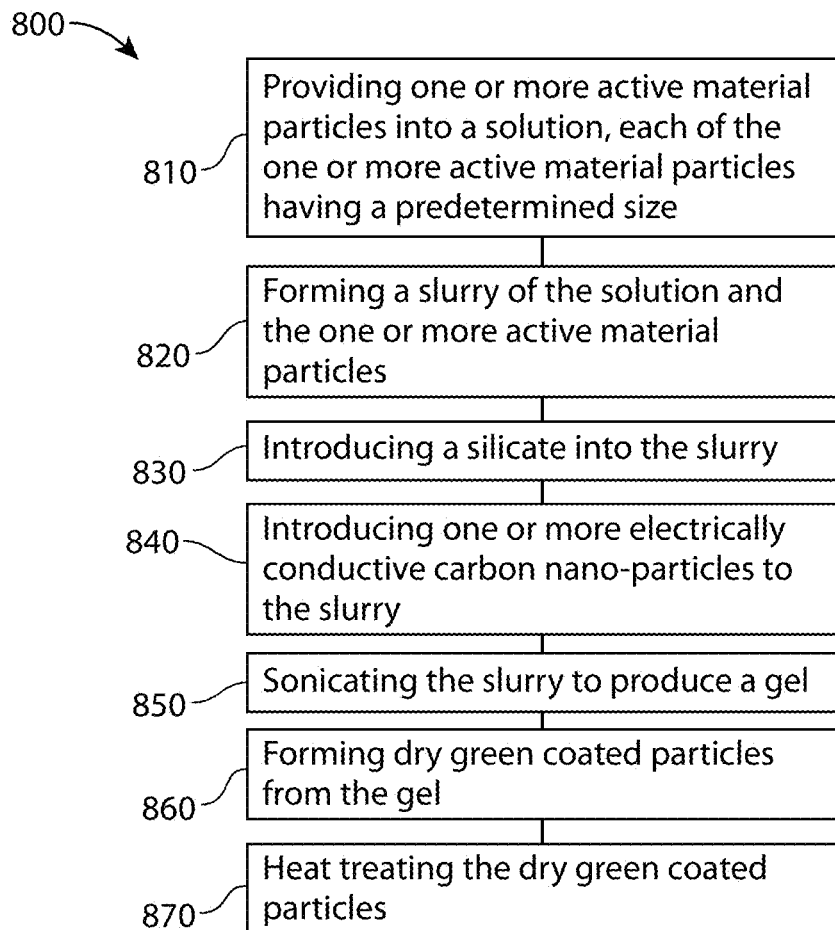 800
Providing one or more active material
particles into a solution, each of the
one or more active material particles
having a predetermined size
810
Forming a slurry of the solution and
the one or more active material
particles
820
Introducing a silicate into the slurry
830
Introducing one or more electrically
conductive carbon nano-particles to
the slurry
840
Sonicating the slurry to produce a gel
850
Forming dry green coated particles
from the gel
860
Heat treating the dry green coated
particles
870